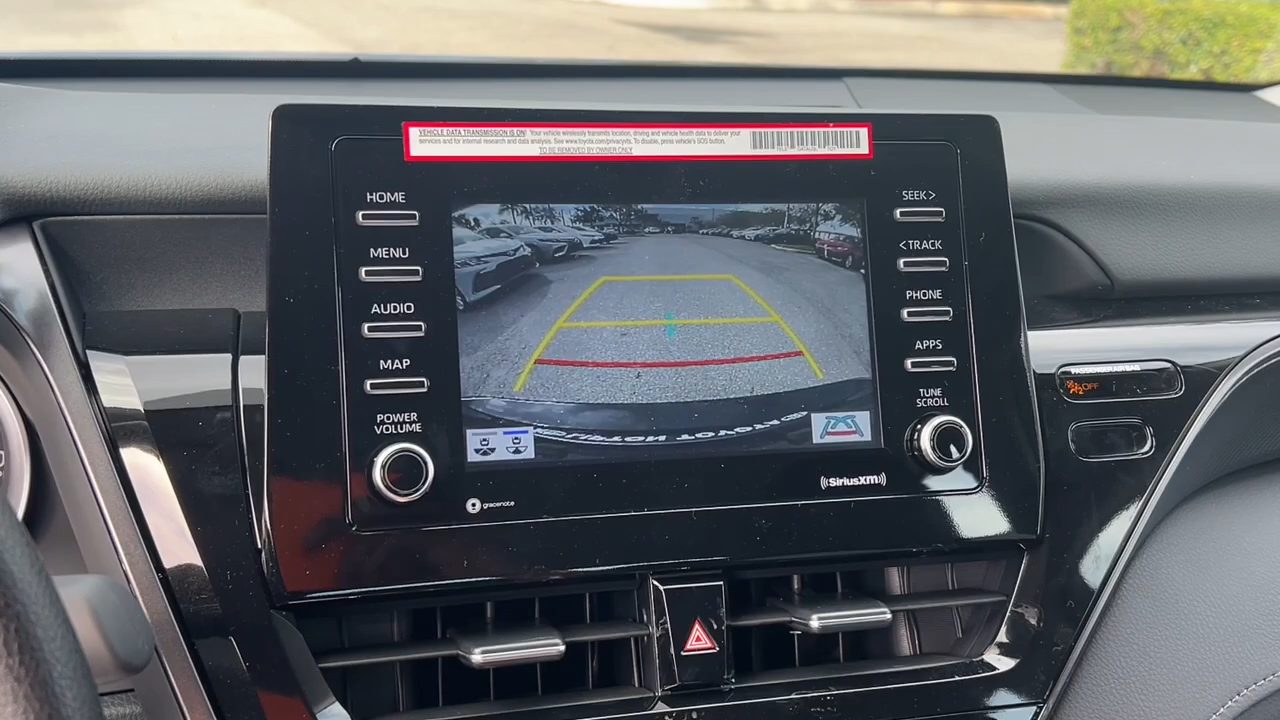 VEHICLE DATA TRANSMISSION IS ON! Your vehicle wirelessly transmits location, driving and vehicle health data to deliver your
services and for internal research and data analysis. See www.toyota.com/privacyvts. To disable, press vehicle's SOS button.
TO BE REMOVED BY OWNER ONLY
HOME
MENU
AUDIO
MAP
POWER
VOLUME
SEEK >
< TRACK
PHONE
APPS
TUNE
SCROLL
gracenote
((SiriusXM))
PASSENGER AIR BAG
OFF